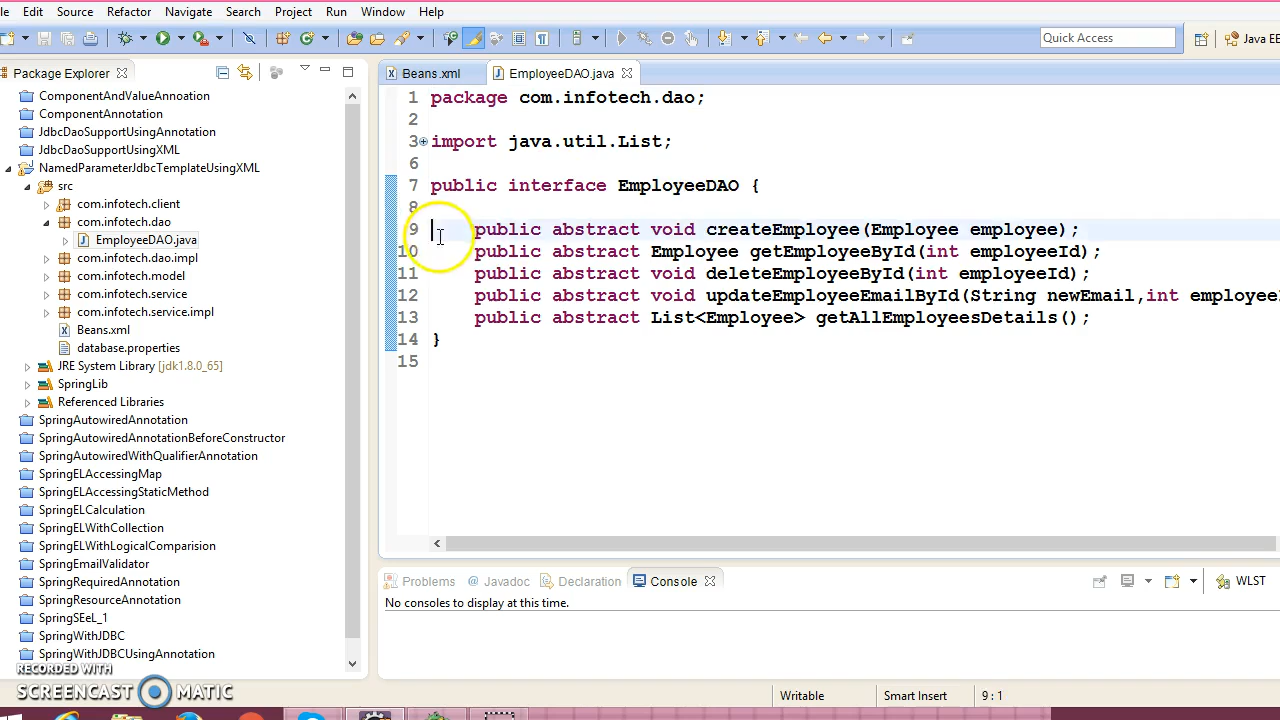 Edit Source Refactor Navigate Search Project Run Window Help
Quick Access
Java EE
Package Explorer
ComponentAndValueAnnoation
ComponentAnnotation
JdbcDaoSupportUsingAnnotation
JdbcDaoSupportUsingXML
NamedParameterJdbcTemplateUsingXML
src
com.infotech.client
com.infotech.dao
EmployeeDAO.java
com.infotech.dao.impl
com.infotech.model
com.infotech.service
com.infotech.service.impl
Beans.xml
database.properties
JRE System Library [jdk1.8.0_65]
SpringLib
Referenced Libraries
SpringAutowiredAnnotation
SpringAutowiredAnnotationBeforeConstructor
SpringAutowiredWithQualifierAnnotation
SpringELAccessingMap
SpringELAccessingStaticMethod
SpringELCalculation
SpringELWithCollection
SpringELWithLogicalComparision
SpringEmailValidator
SpringRequiredAnnotation
SpringResourceAnnotation
SpringSEeL_1
SpringWithJDBC
SpringWithJDBCUsingAnnotation
RECORDED WITH
SCREENCAST MATIC
Beans.xml EmployeeDAO.java
1 package com.infotech.dao;
2
3 import java.util.List;
6
7 public interface EmployeeDAO {
8
9 public abstract void createEmployee(Employee employee);
10 public abstract Employee getEmployeeById(int employeeId);
11 public abstract void deleteEmployeeById(int employeeId);
12 public abstract void updateEmployeeEmailById(String newEmail,int employeeI
13 public abstract List<Employee> getAllEmployeesDetails();
14 }
15
Problems @ Javadoc Declaration Console
WLST
No consoles to display at this time.
Writable Smart Insert 9 : 1